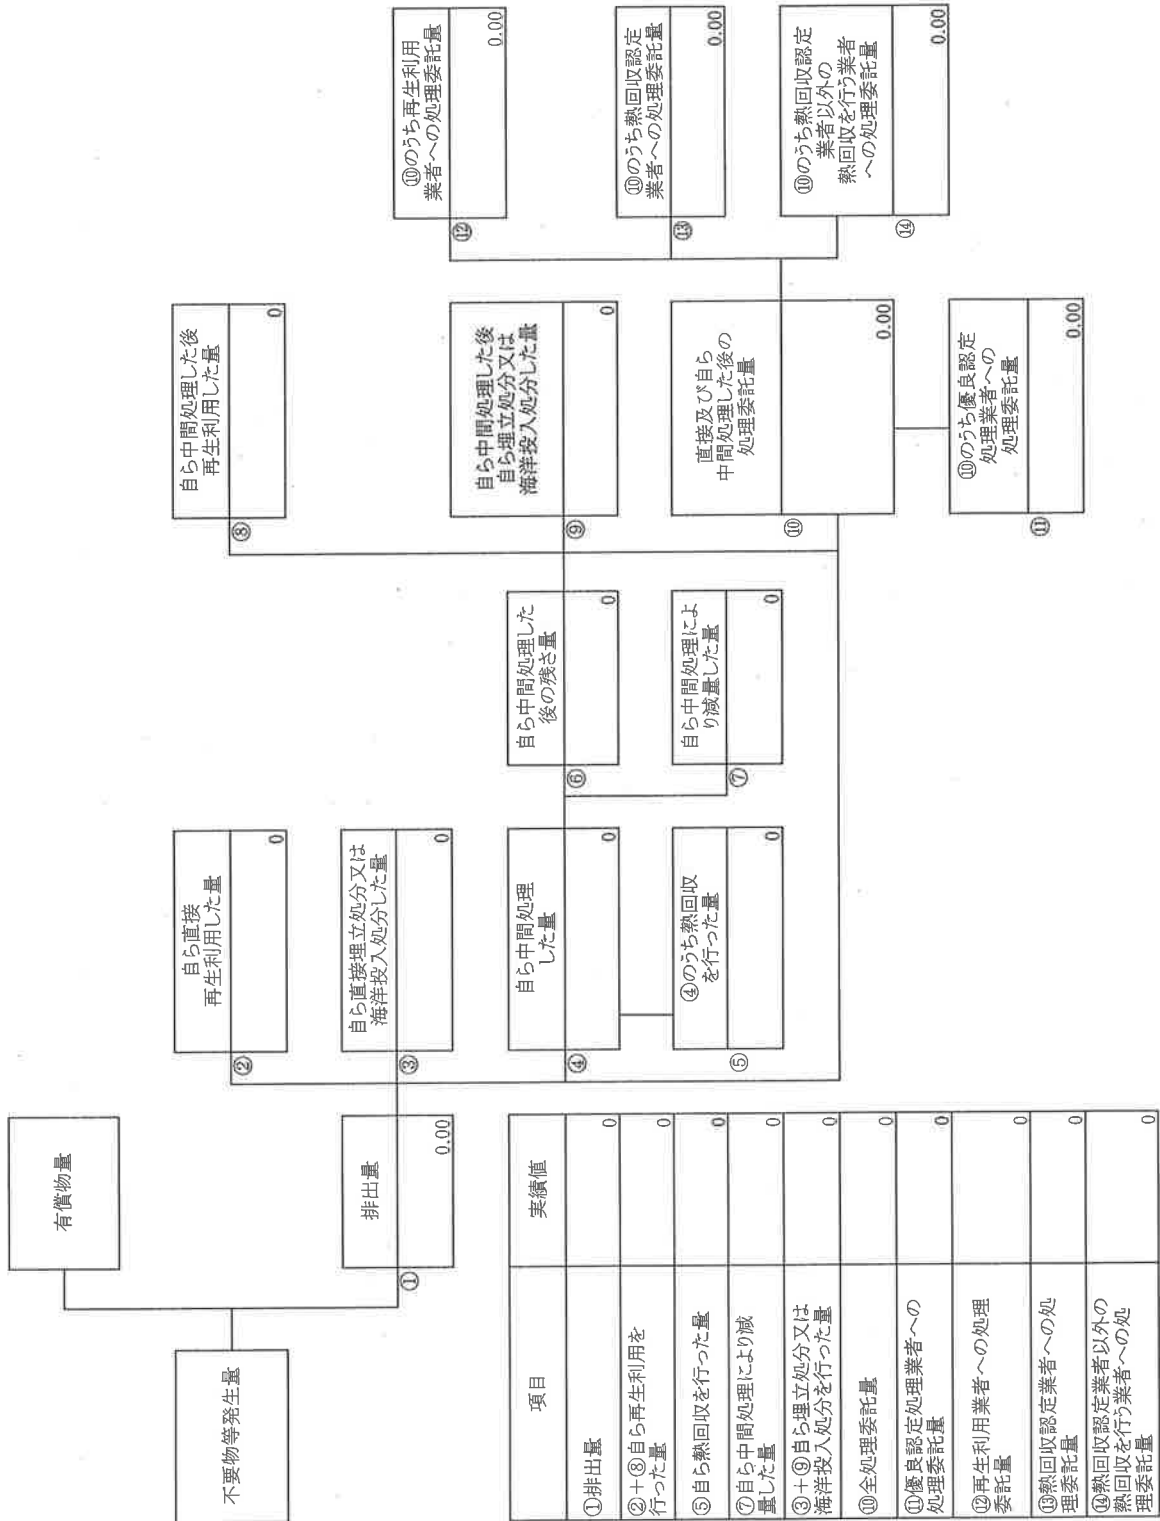 不要物等発生量
有償物量
①
排出量
0.00
②
自ら直接
再生利用した量
0
③
自ら直接埋立処分又は
海洋投入処分した量
0
④
自ら中間処理
した量
0
⑤
④のうち熱回収
を行った量
0
⑥
自ら中間処理した
後の残さ量
0
⑦
自ら中間処理によ
り減量した量
0
⑧
自ら中間処理した後
再生利用した量
0
⑨
自ら中間処理した後
自ら埋立処分又は
海洋投入処分した量
0
⑩
直接及び自ら
中間処理した後の
処理委託量
0.00
⑪
⑩のうち優良認定
処理業者への
処理委託量
0.00
⑫
⑩のうち再生利用
業者への処理委託量
0.00
⑬
⑩のうち熱回収認定
業者への処理委託量
0.00
⑭
⑩のうち熱回収認定
業者以外の
熱回収を行う業者
への処理委託量
0.00
項目 実績値
①排出量 0
②+⑧自ら再生利用を
行った量 0
⑤自ら熱回収を行った量 0
⑦自ら中間処理により減
量した量 0
③+⑨自ら埋立処分又は
海洋投入処分を行った量 0
⑩全処理委託量 0
⑪優良認定処理業者への
処理委託量 0
⑫再生利用業者への処理
委託量 0
⑬熱回収認定業者への処
理委託量 0
⑭熱回収認定業者以外の
熱回収を行う業者への処
理委託量 0